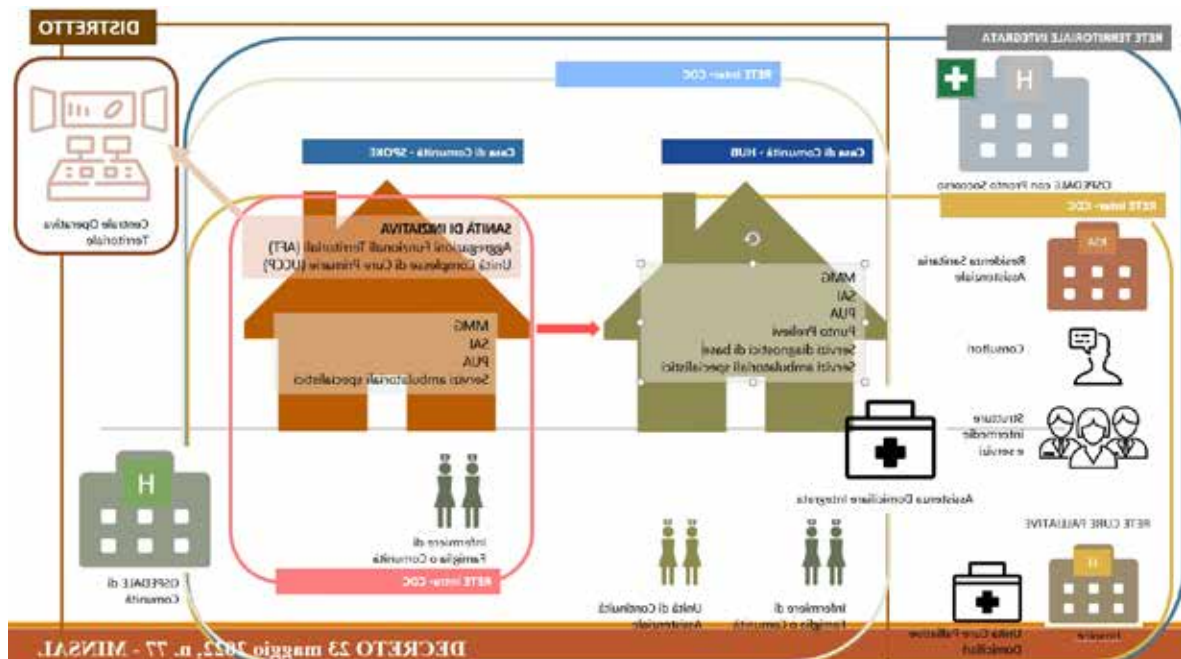 RETE TERRITORIALE INTEGRATA
DISTRETTO
RETE Inter- CDC
H
OSPEDALE con Pronto Soccorso
Casa di Comunità - HUB
Casa di Comunità - SPOKE
Centrale Operativa
Territoriale
RETE Inter- CDC
RSA
Residenza Sanitaria
Assistenziale
SANITÀ DI INIZIATIVA
Aggregazioni Funzionali Territoriali (AFT)
Unità Complesse di Cure Primarie (UCCP)
MMG
SAI
PUA
Punto Prelievi
Servizi diagnostici di base
Servizi ambulatoriali specialistici
MMG
SAI
PUA
Servizi ambulatoriali specialistici
Consultori
Strutture
intermedie
e servizi
Assistenza Domiciliare Integrata
H
OSPEDALE di
Comunità
Infermiere di
Famiglia o Comunità
RETE Intra- CDC
RETE CURE PALLIATIVE
H
Hospice
Unità Cure Palliative
Domiciliari
Infermiere di
Famiglia o Comunità
Unità di Continuità
Assistenziale
DECRETO 23 maggio 2022, n. 77 - MINSAL